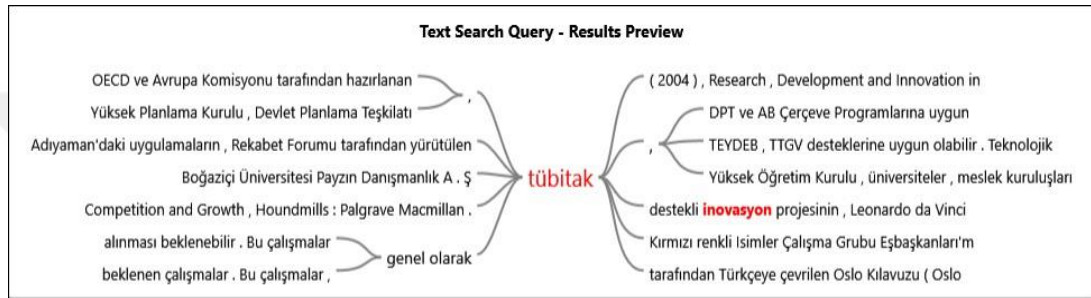 Text Search Query - Results Preview
OECD ve Avrupa Komisyonu tarafından hazırlanan
Yüksek Planlama Kurulu , Devlet Planlama Teşkilatı
,
Adıyaman'daki uygulamaların , Rekabet Forumu tarafından yürütülen
Boğaziçi Üniversitesi Payzın Danışmanlık A . Ş
Competition and Growth , Houndmills : Palgrave Macmillan .
alınması beklenebilir . Bu çalışmalar
beklenen çalışmalar . Bu çalışmalar ,
genel olarak
tübitak
( 2004 ) , Research , Development and Innovation in
,
DPT ve AB Çerçeve Programlarına uygun
TEYDEB , TTGV desteklerine uygun olabilir . Teknolojik
Yüksek Öğretim Kurulu , üniversiteler , meslek kuruluşları
destekli inovasyon projesinin , Leonardo da Vinci
Kırmızı renkli Isimler Çalışma Grubu Eşbaşkanları'm
tarafından Türkçeye çevrilen Oslo Kılavuzu ( Oslo